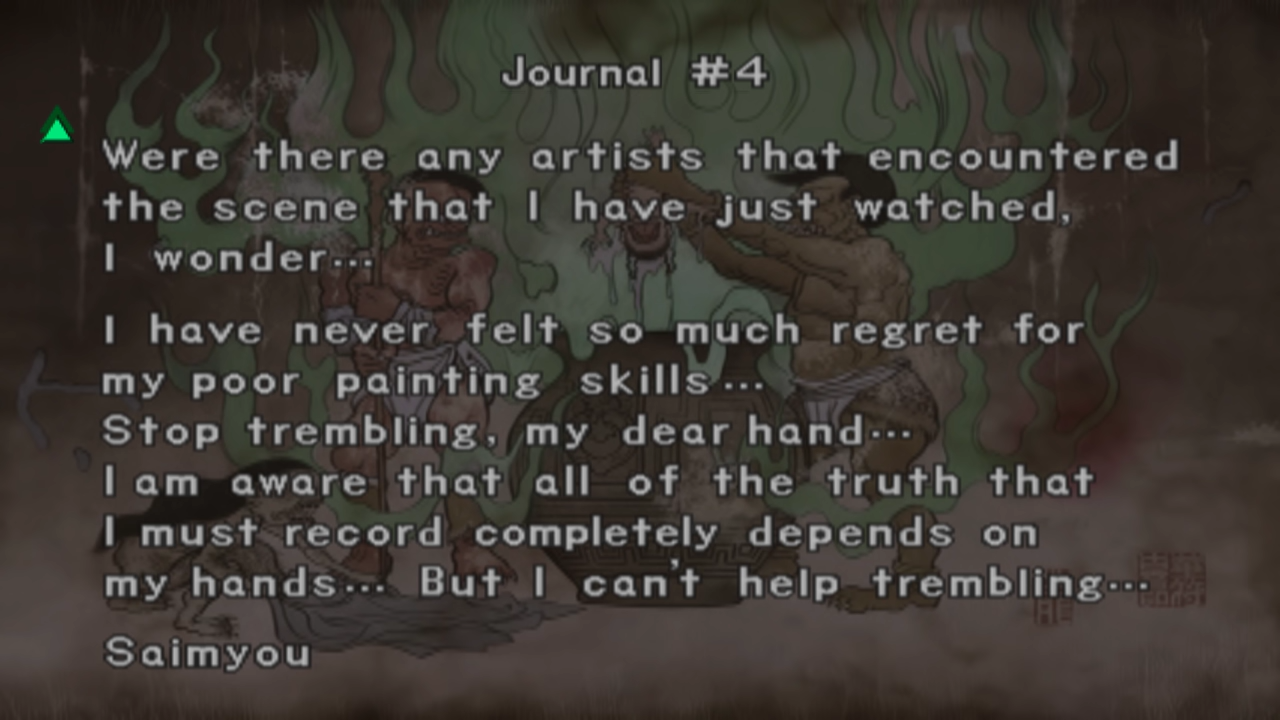 Journal #4
Were there any artists that encountered
the scene that I have just watched,
I wonder…
I have never felt so much regret for
my poor painting skills…
Stop trembling, my dear hand…
I am aware that all of the truth that
I must record completely depends on
my hands… But I can't help trembling…
Saimyou